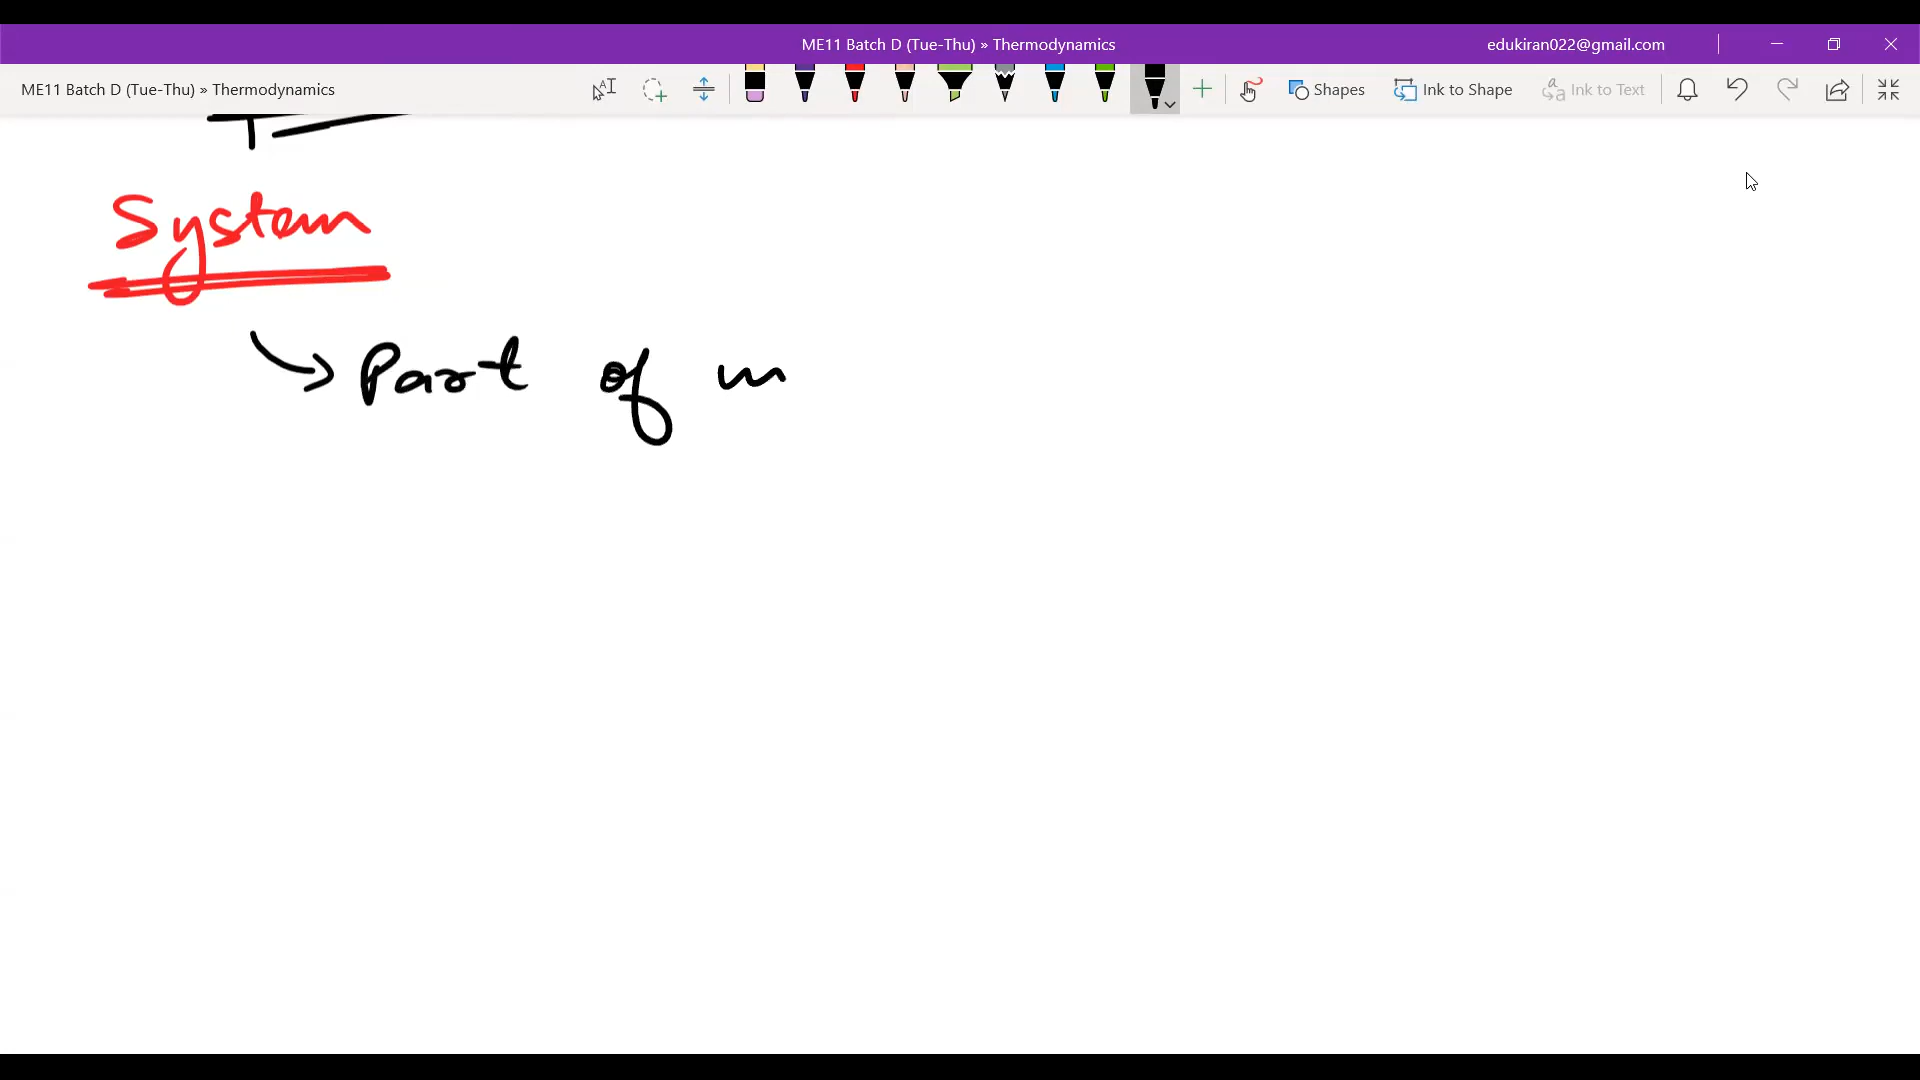 ME11 Batch D (Tue-Thu) » Thermodynamics edukiran022@gmail.com
ME11 Batch D (Tue-Thu) » Thermodynamics Shapes Ink to Shape Ink to Text
System
→ Part of